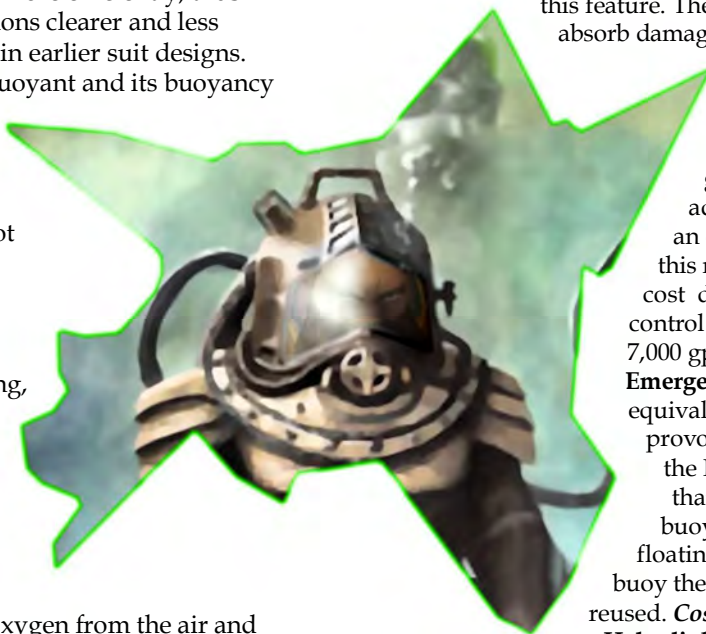 ons clearer and less
in earlier suit designs.
uoyant and its buoyancy
ng,
xygen from the air and
this feature. The
absorb damag
an
this r
cost d
control
7,000 gp
Emerge
equival
provo
the
tha
buoy
floatin
buoy the
reused. Cos